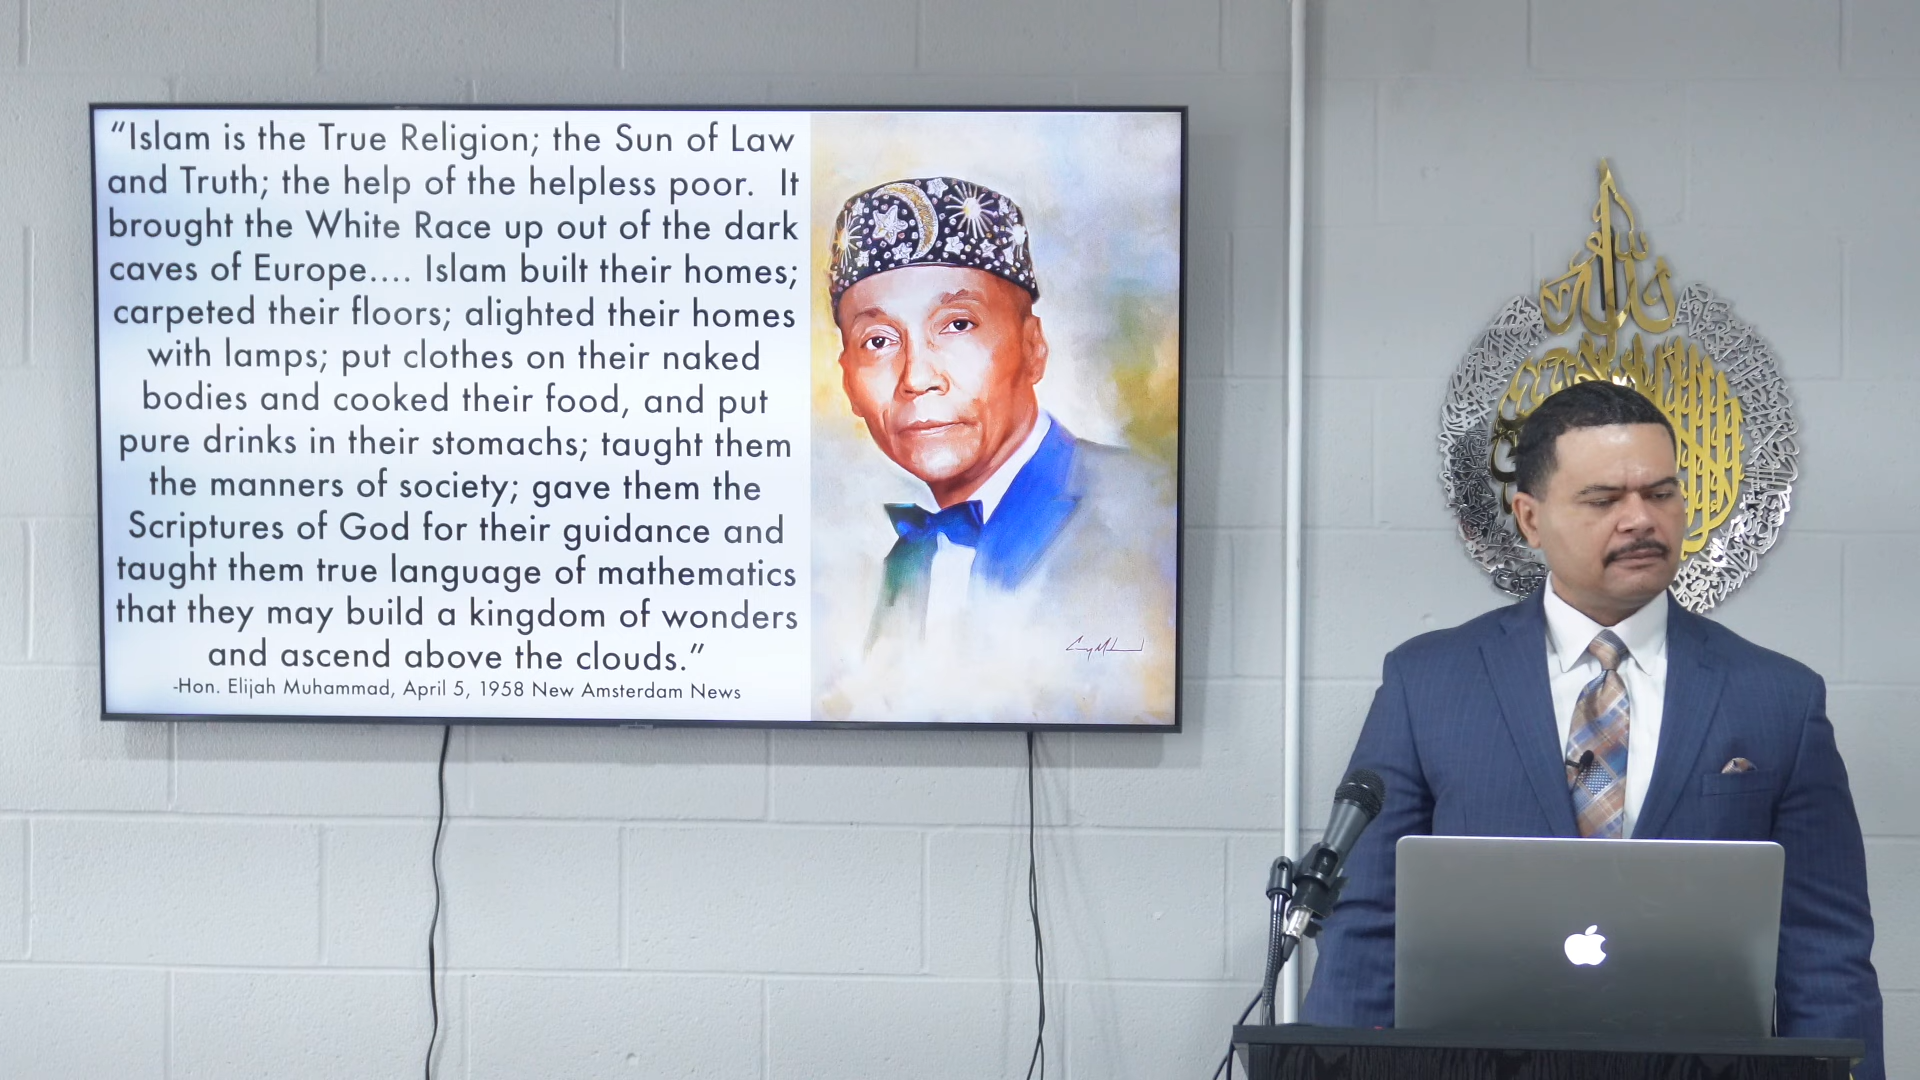 “Islam is the True Religion; the Sun of Law
and Truth; the help of the helpless poor. It
brought the White Race up out of the dark
caves of Europe.... Islam built their homes;
carpeted their floors; alighted their homes
with lamps; put clothes on their naked
bodies and cooked their food, and put
pure drinks in their stomachs; taught them
the manners of society; gave them the
Scriptures of God for their guidance and
taught them true language of mathematics
that they may build a kingdom of wonders
and ascend above the clouds.”
-Hon. Elijah Muhammad, April 5, 1958 New Amsterdam News